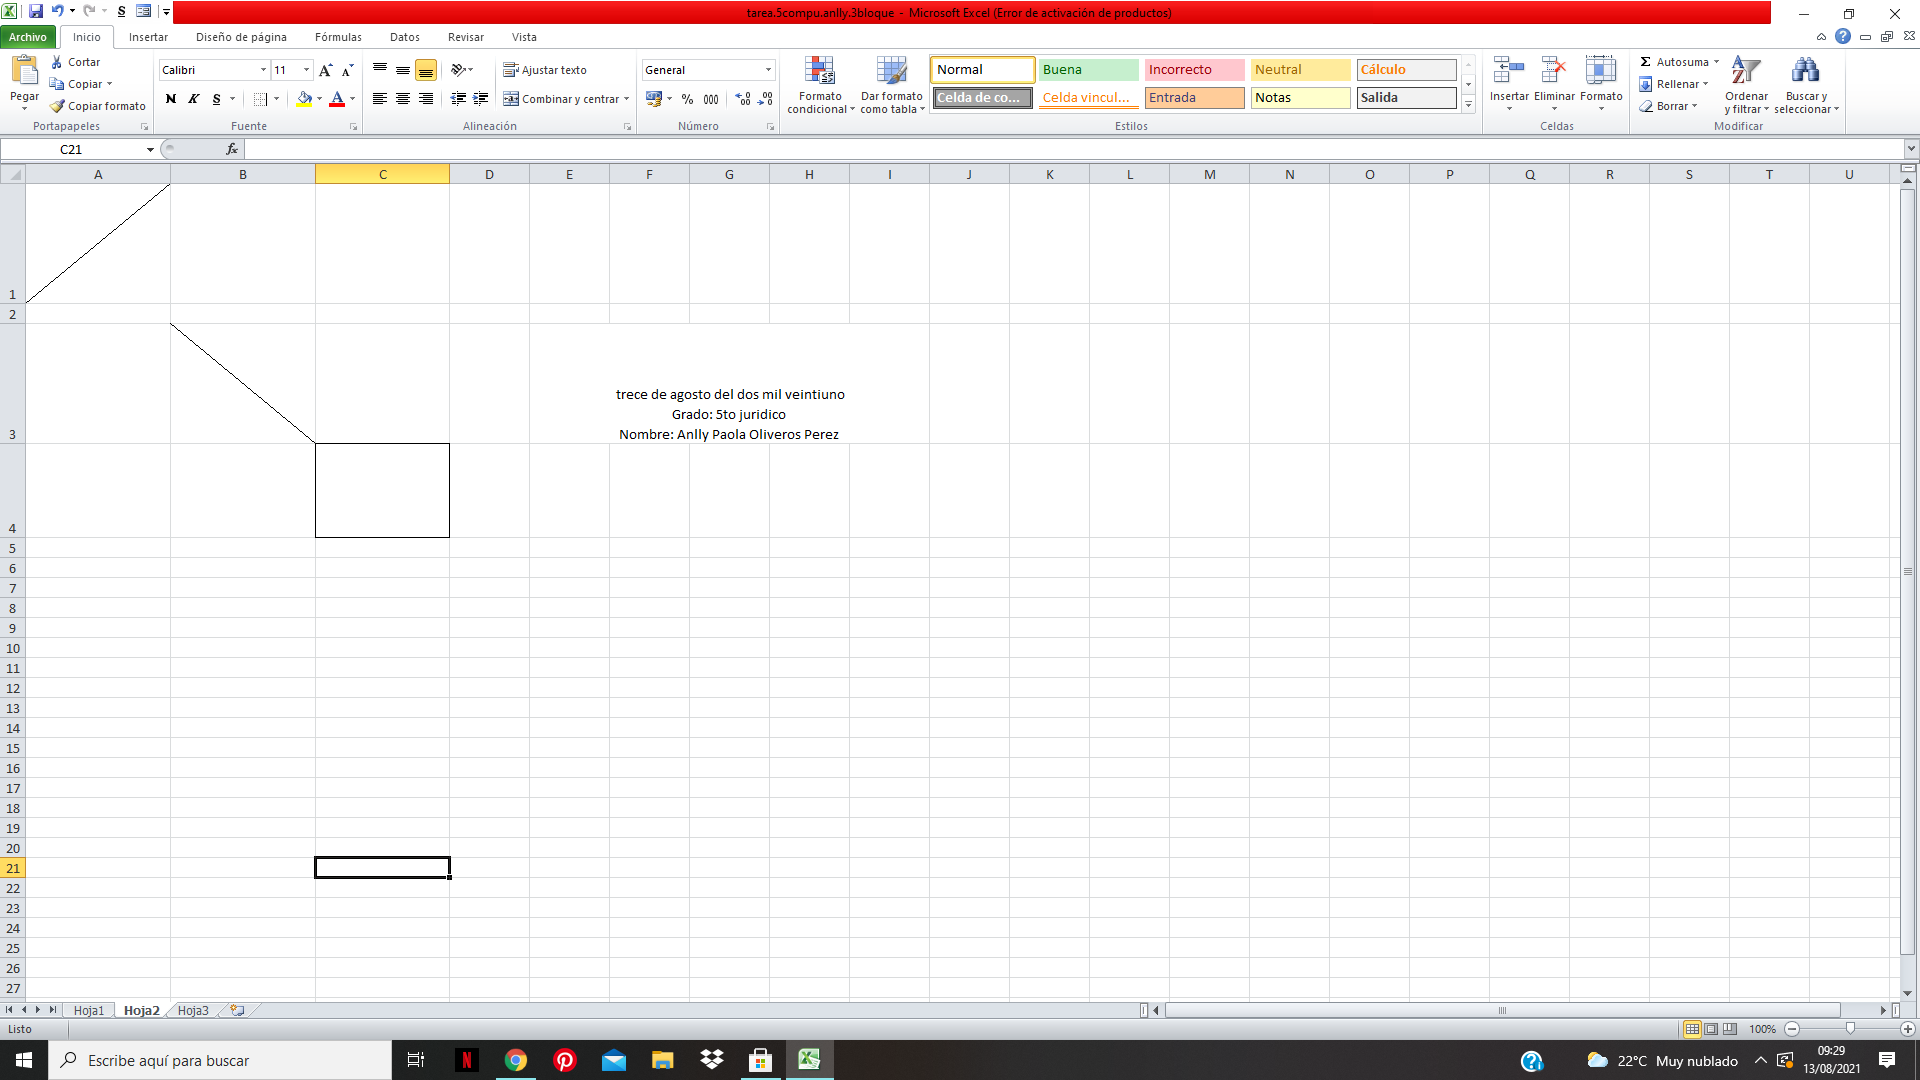 tarea.5compu.anlly.3bloque - Microsoft Excel (Error de activación de productos)
Archivo Inicio Insertar Diseño de página Fórmulas Datos Revisar Vista
Pegar
Cortar
Copiar
Copiar formato
Portapapeles
Calibri 11
N K S
Fuente
Ajustar texto
Combinar y centrar
Alineación
General
% 000
Número
Formato condicional
Dar formato como tabla
Normal Buena Incorrecto Neutral Cálculo
Celda de co... Celda vincul... Entrada Notas Salida
Estilos
Insertar Eliminar Formato
Celdas
Autosuma
Rellenar
Borrar
Ordenar y filtrar
Buscar y seleccionar
Modificar
C21
fx
A B C D E F G H I J K L M N O P Q R S T U
1
2
trece de agosto del dos mil veintiuno
Grado: 5to juridico
3 Nombre: Anlly Paola Oliveros Perez
4
5
6
7
8
9
10
11
12
13
14
15
16
17
18
19
20
21
22
23
24
25
26
27
Hoja1 Hoja2 Hoja3
Listo
100%
Escribe aquí para buscar
22°C Muy nublado
09:29
13/08/2021